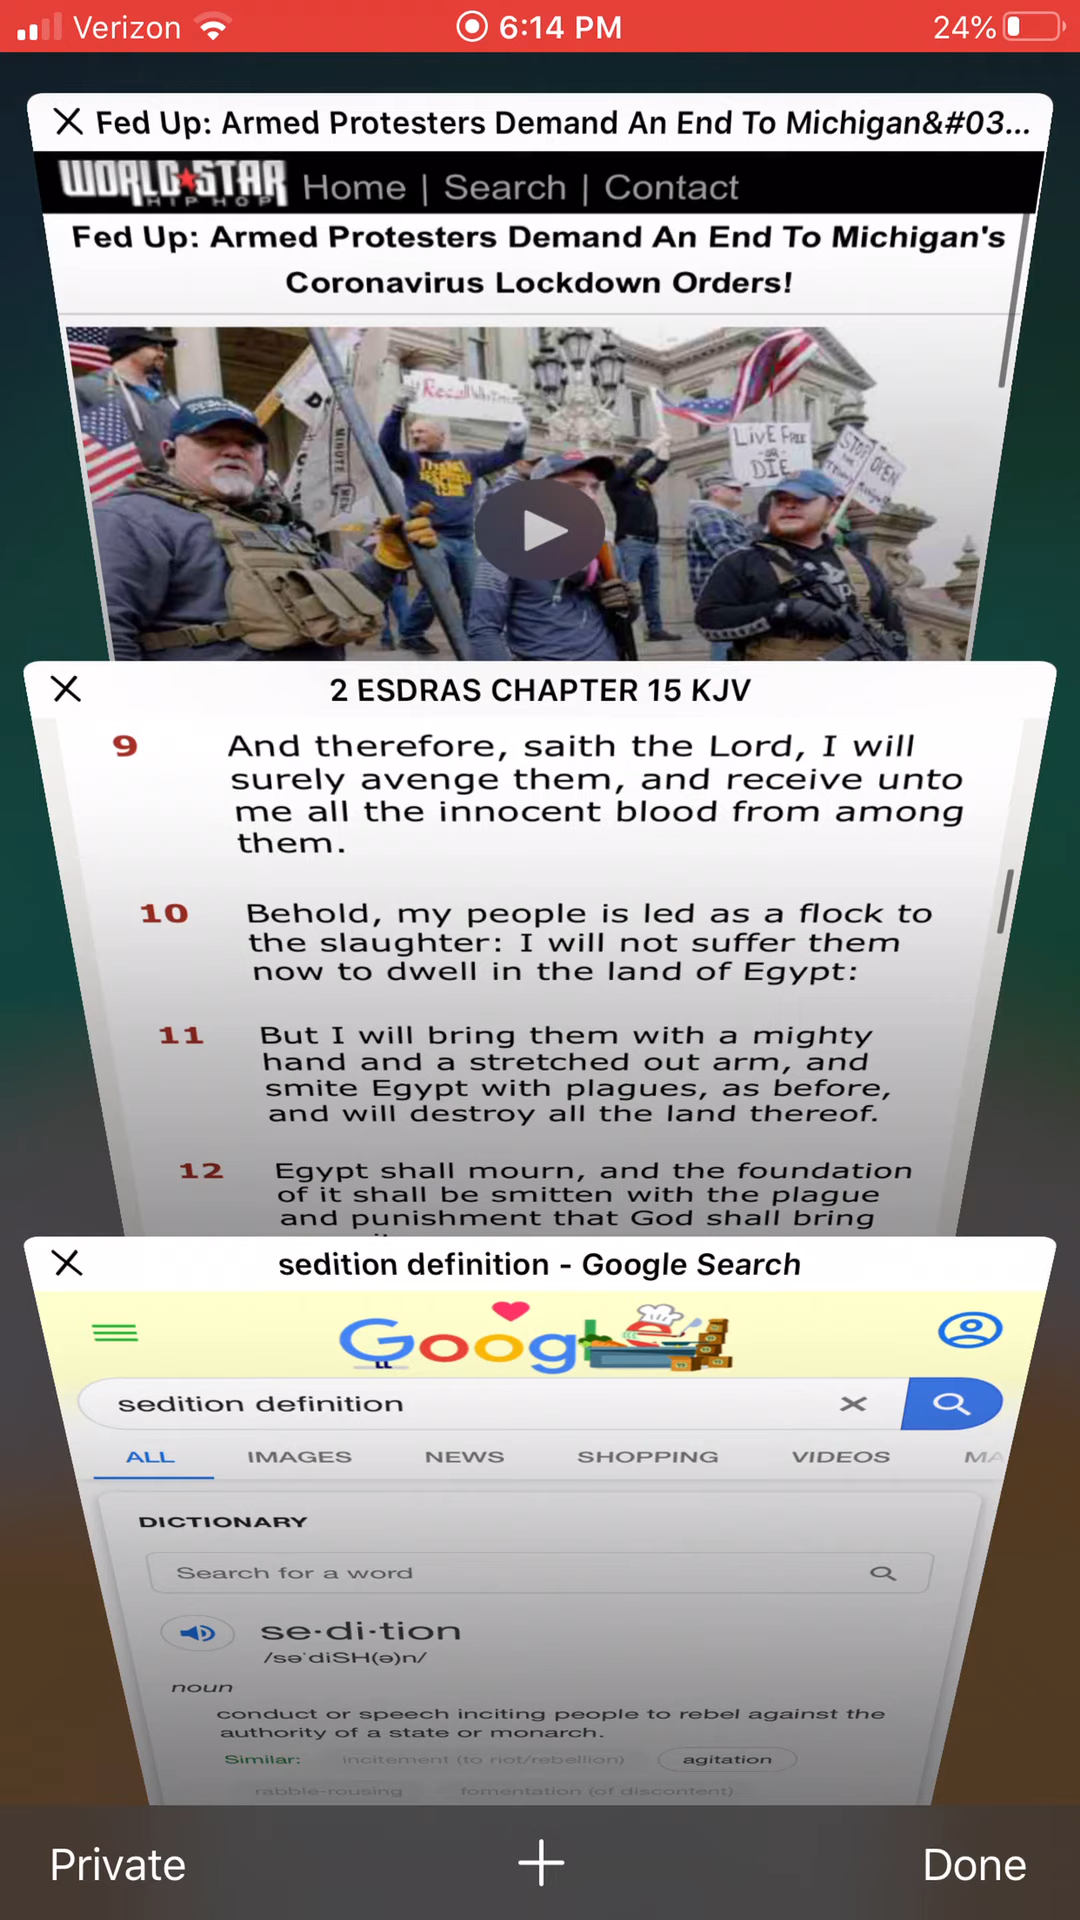 Verizon 6:14 PM 24%
Fed Up: Armed Protesters Demand An End To Michigan&#03...
WORLDSTAR
HIP HOP
Home | Search | Contact
Fed Up: Armed Protesters Demand An End To Michigan's
Coronavirus Lockdown Orders!
Recall Whitmer
MINUTE MEN
LIVE FREE
-OR-
DIE
STOP
OPEN
2 ESDRAS CHAPTER 15 KJV
9 And therefore, saith the Lord, I will
surely avenge them, and receive unto
me all the innocent blood from among
them.
10 Behold, my people is led as a flock to
the slaughter: I will not suffer them
now to dwell in the land of Egypt:
11 But I will bring them with a mighty
hand and a stretched out arm, and
smite Egypt with plagues, as before,
and will destroy all the land thereof.
12 Egypt shall mourn, and the foundation
of it shall be smitten with the plague
and punishment that God shall bring
sedition definition - Google Search
Google
sedition definition
ALL IMAGES NEWS SHOPPING VIDEOS MA
DICTIONARY
Search for a word
se·di·tion
/səˈdiSH(ə)n/
noun
conduct or speech inciting people to rebel against the
authority of a state or monarch.
Similar: incitement (to riot/rebellion) agitation
rabble-rousing fomentation (of discontent)
Private + Done